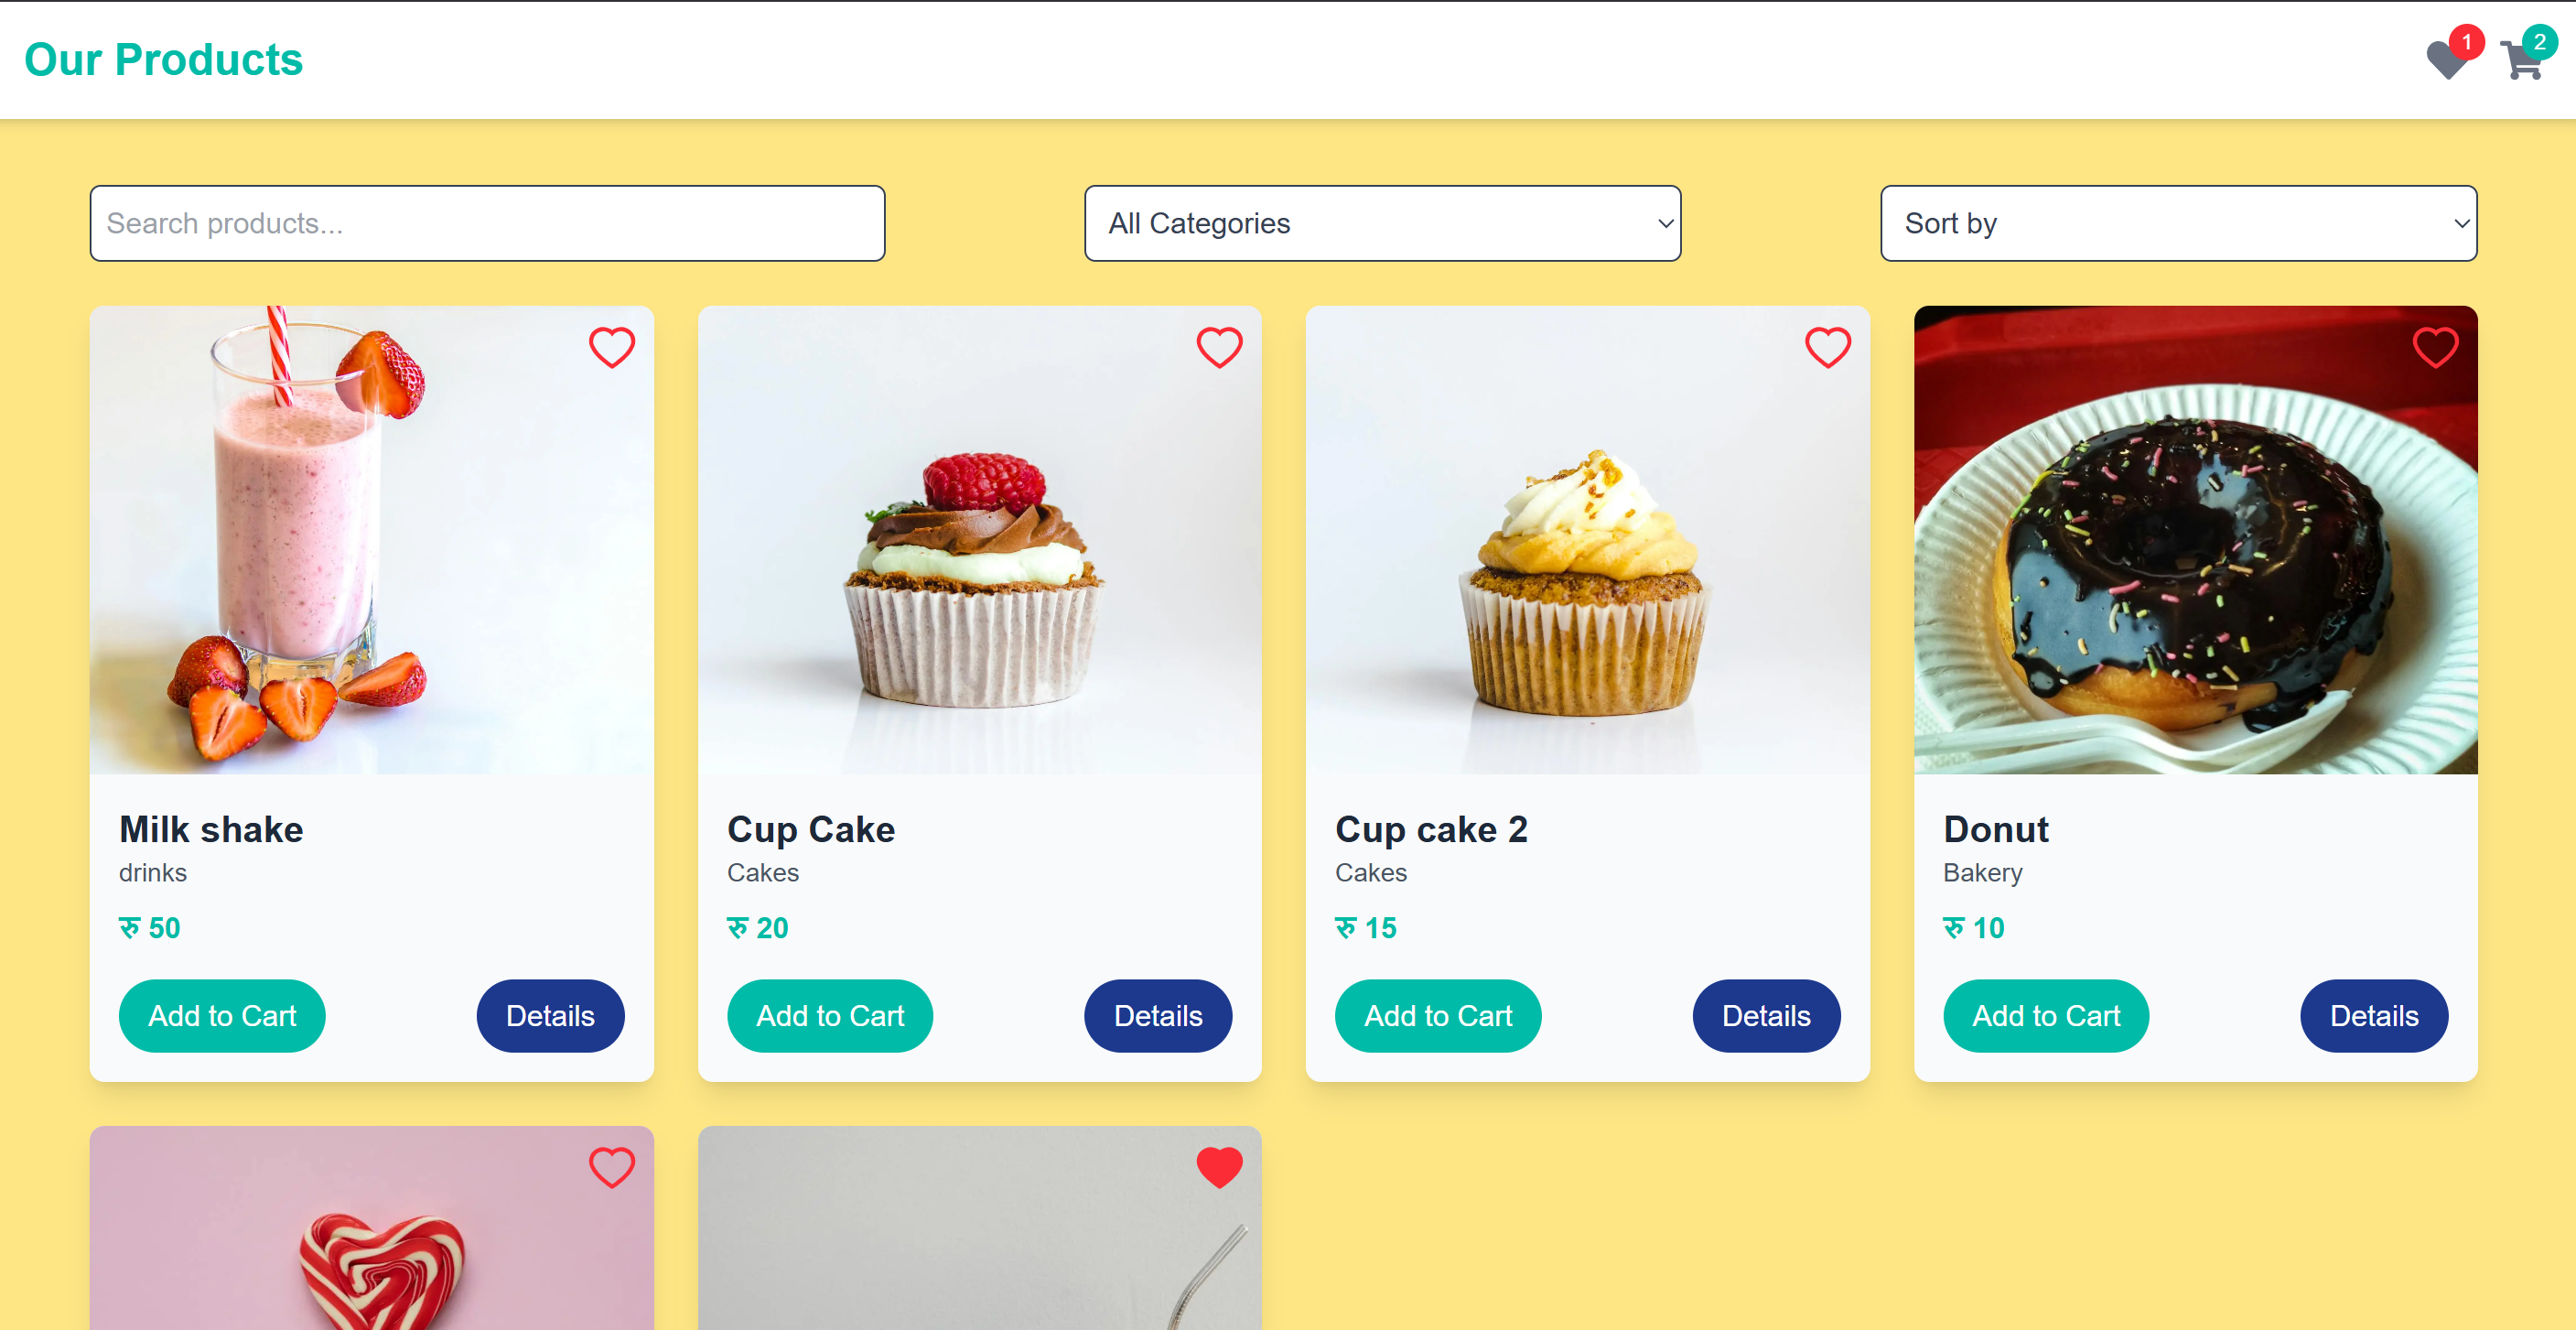 Our Products
1
2
Search products...
All Categories
Sort by
Milk shake
drinks
रु 50
Add to Cart
Details
Cup Cake
Cakes
रु 20
Add to Cart
Details
Cup cake 2
Cakes
रु 15
Add to Cart
Details
Donut
Bakery
रु 10
Add to Cart
Details